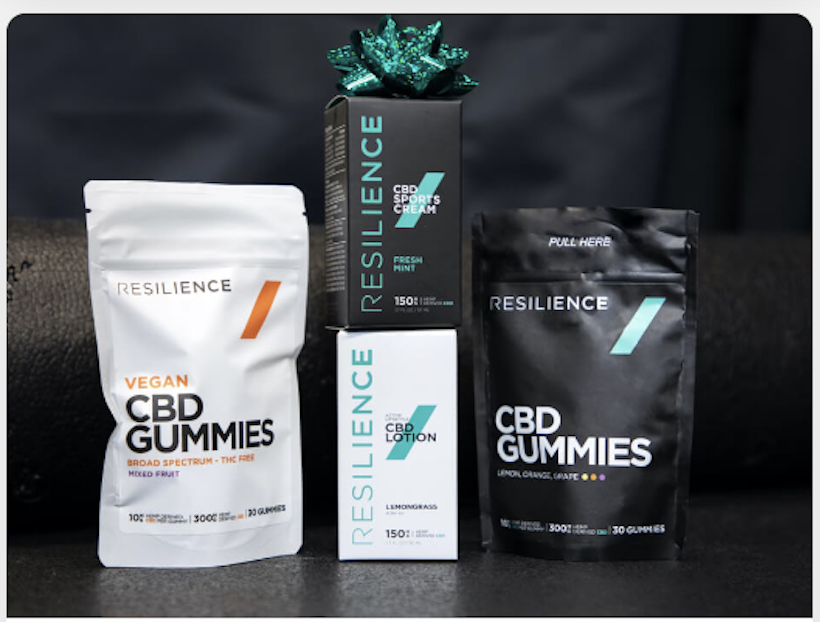 RESILIENCE
VEGAN
CBD
GUMMIES
BROAD SPECTRUM - THC FREE
MIXED FRUIT
300
30 GUMMIES
RESILIENCE
CBD
SPORTS
CREAM
FRESH
MINT
150
RESILIENCE
CBD
LOTION
LEMONGRASS
150
PULL HERE
RESILIENCE
CBD
GUMMIES
LEMON, ORANGE, GRAPE
300
30 GUMMIES